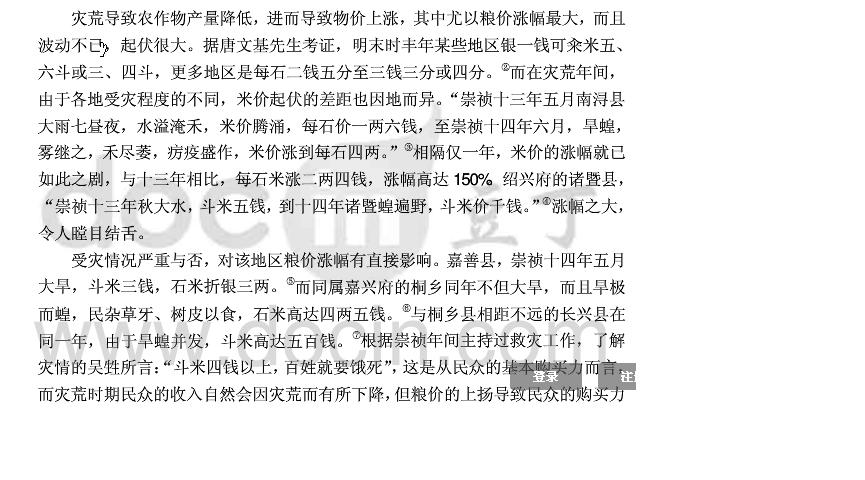 灾荒导致农作物产量降低，进而导致物价上涨，其中尤以粮价涨幅最大，而且
波动不已，起伏很大。据唐文基先生考证，明末时丰年某些地区银一钱可籴米五、
六斗或三、四斗，更多地区是每石二钱五分至三钱三分或四分。②而在灾荒年间，
由于各地受灾程度的不同，米价起伏的差距也因地而异。“崇祯十三年五月南浔县
大雨七昼夜，水溢淹禾，米价腾涌，每石价一两六钱，至崇祯十四年六月，旱蝗，
雾继之，禾尽萎，疠疫盛作，米价涨到每石四两。”③相隔仅一年，米价的涨幅就已
如此之剧，与十三年相比，每石米涨二两四钱，涨幅高达 150% 绍兴府的诸暨县，
“崇祯十三年秋大水，斗米五钱，到十四年诸暨蝗遍野，斗米价千钱。”④涨幅之大，
令人瞠目结舌。
受灾情况严重与否，对该地区粮价涨幅有直接影响。嘉善县，崇祯十四年五月
大旱，斗米三钱，石米折银三两。⑤而同属嘉兴府的桐乡同年不但大旱，而且旱极
而蝗，民杂草牙、树皮以食，石米高达四两五钱。⑥与桐乡县相距不远的长兴县在
同一年，由于旱蝗并发，斗米高达五百钱。⑦根据崇祯年间主持过救灾工作，了解
灾情的吴甡所言：“斗米四钱以上，百姓就要饿死”，这是从民众的基本购买力而言，
而灾荒时期民众的收入自然会因灾荒而有所下降，但粮价的上扬导致民众的购买力
登录
注
docin 豆丁
www.docin.com